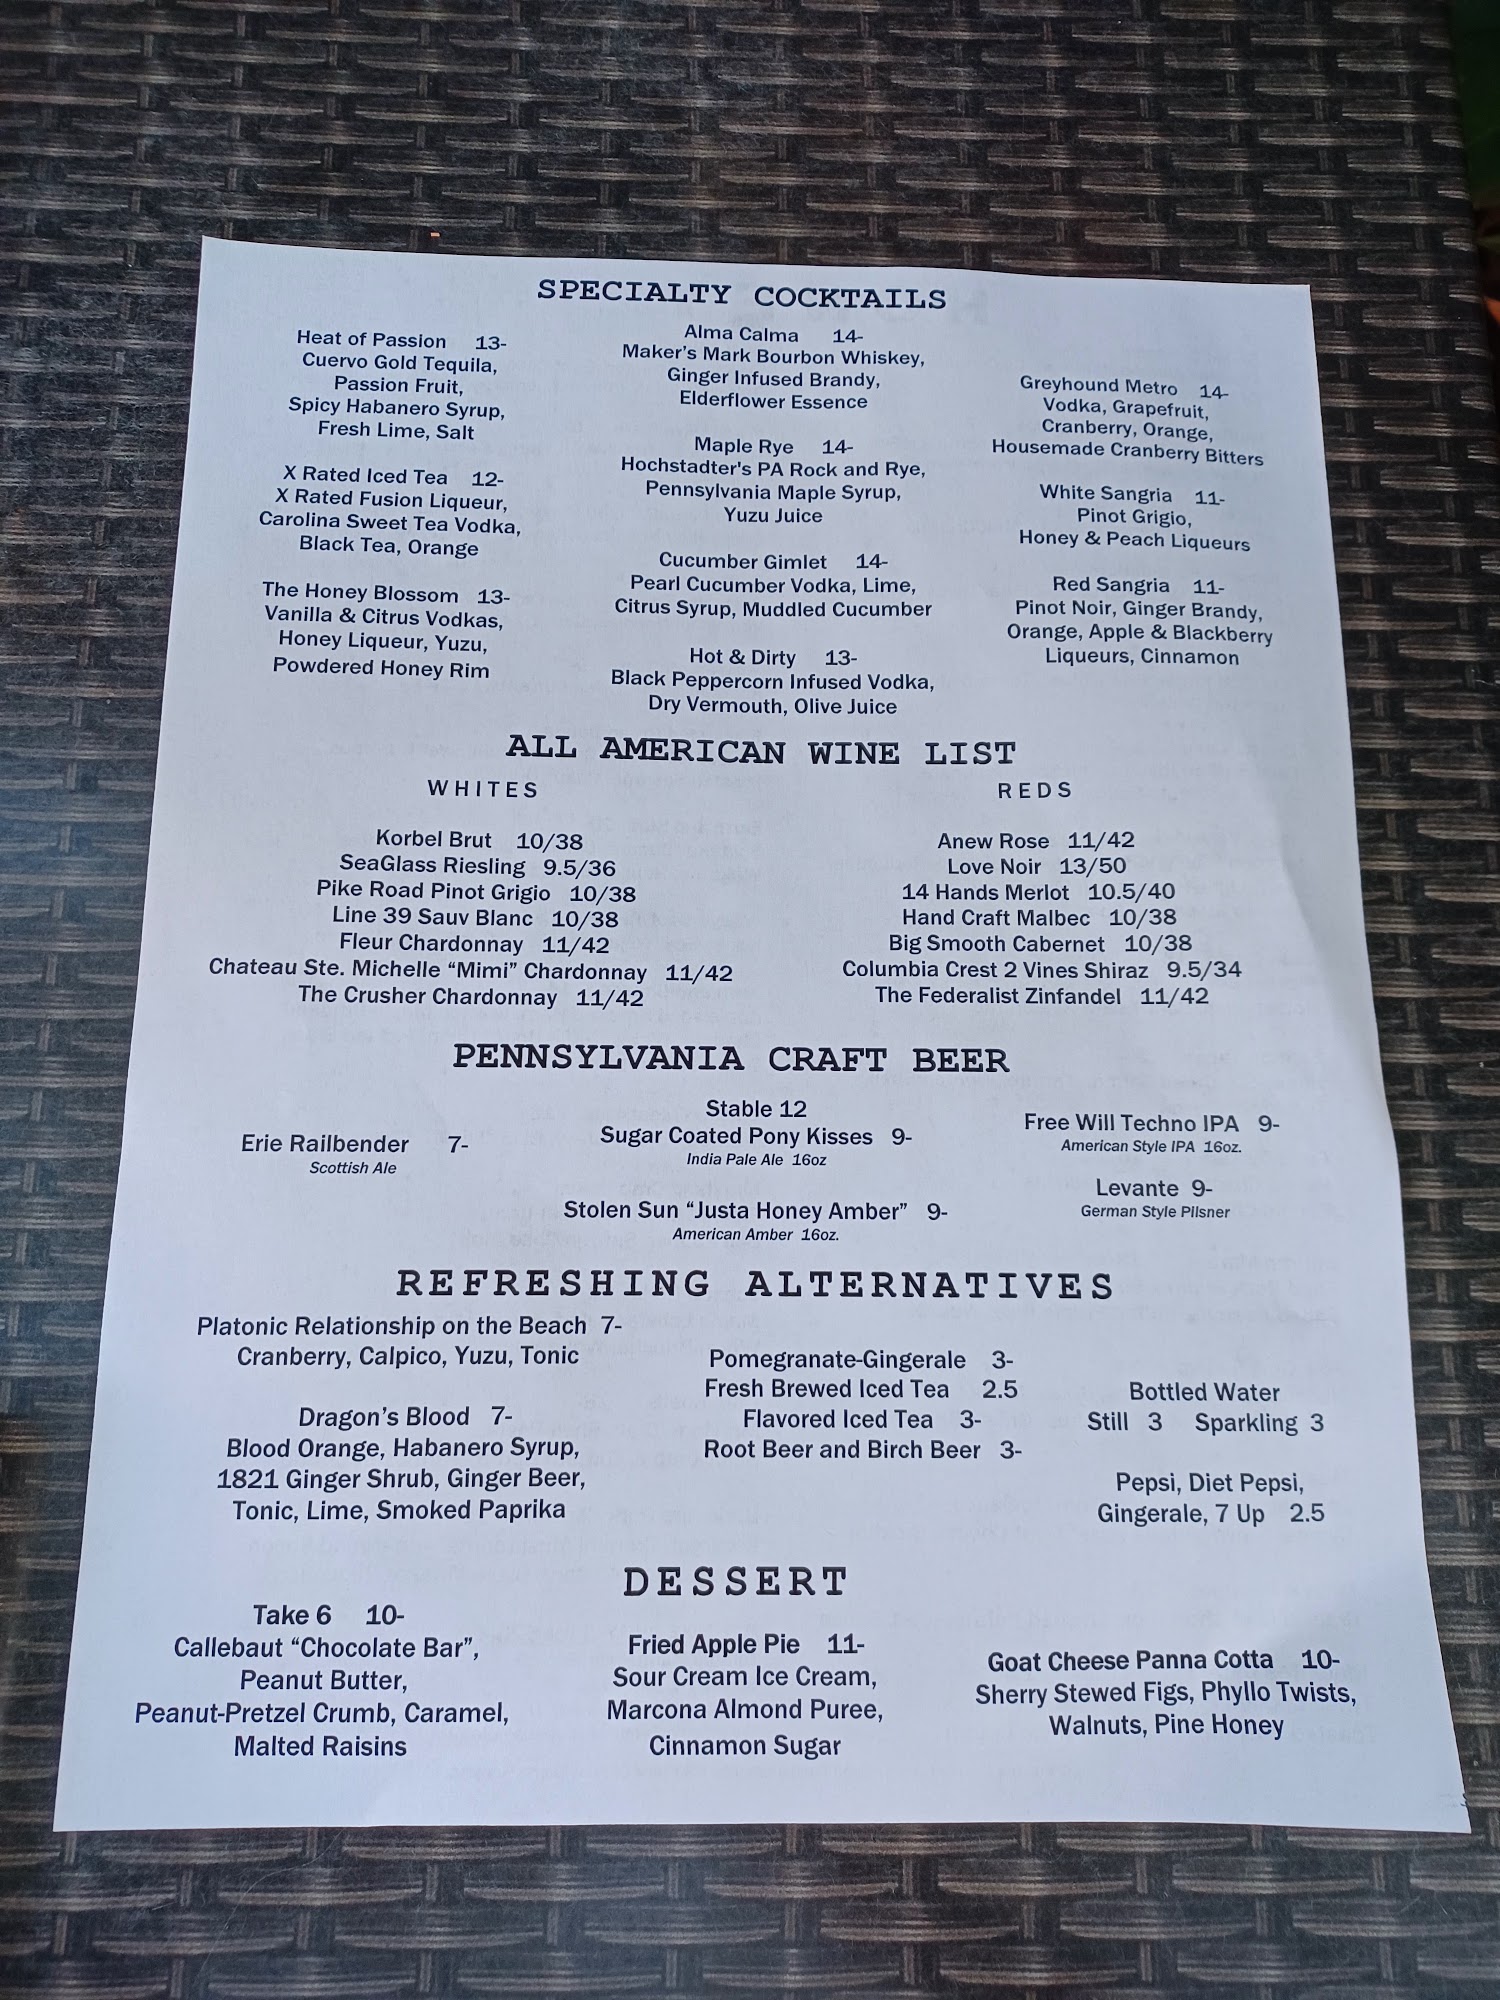 SPECIALTY COCKTAILS
Heat of Passion 13-
Cuervo Gold Tequila,
Passion Fruit,
Spicy Habanero Syrup,
Fresh Lime, Salt
X Rated Iced Tea 12-
X Rated Fusion Liqueur,
Carolina Sweet Tea Vodka,
Black Tea, Orange
The Honey Blossom 13-
Vanilla & Citrus Vodkas,
Honey Liqueur, Yuzu,
Powdered Honey Rim
Alma Calma 14-
Maker's Mark Bourbon Whiskey,
Ginger Infused Brandy,
Elderflower Essence
Maple Rye 14-
Hochstadter's PA Rock and Rye,
Pennsylvania Maple Syrup,
Yuzu Juice
Cucumber Gimlet 14-
Pearl Cucumber Vodka, Lime,
Citrus Syrup, Muddled Cucumber
Hot & Dirty 13-
Black Peppercorn Infused Vodka,
Dry Vermouth, Olive Juice
Greyhound Metro 14-
Vodka, Grapefruit,
Cranberry, Orange,
Housemade Cranberry Bitters
White Sangria 11-
Pinot Grigio,
Honey & Peach Liqueurs
Red Sangria 11-
Pinot Noir, Ginger Brandy,
Orange, Apple & Blackberry
Liqueurs, Cinnamon
ALL AMERICAN WINE LIST
WHITES
Korbel Brut 10/38
SeaGlass Riesling 9.5/36
Pike Road Pinot Grigio 10/38
Line 39 Sauv Blanc 10/38
Fleur Chardonnay 11/42
Chateau Ste. Michelle “Mimi” Chardonnay 11/42
The Crusher Chardonnay 11/42
REDS
Anew Rose 11/42
Love Noir 13/50
14 Hands Merlot 10.5/40
Hand Craft Malbec 10/38
Big Smooth Cabernet 10/38
Columbia Crest 2 Vines Shiraz 9.5/34
The Federalist Zinfandel 11/42
PENNSYLVANIA CRAFT BEER
Erie Railbender 7-
Scottish Ale
Stable 12
Sugar Coated Pony Kisses 9-
India Pale Ale 16oz
Stolen Sun “Justa Honey Amber” 9-
American Amber 16oz.
Free Will Techno IPA 9-
American Style IPA 16oz.
Levante 9-
German Style Pilsner
REFRESHING ALTERNATIVES
Platonic Relationship on the Beach 7-
Cranberry, Calpico, Yuzu, Tonic
Dragon's Blood 7-
Blood Orange, Habanero Syrup,
1821 Ginger Shrub, Ginger Beer,
Tonic, Lime, Smoked Paprika
Pomegranate-Gingerale 3-
Fresh Brewed Iced Tea 2.5
Flavored Iced Tea 3-
Root Beer and Birch Beer 3-
Bottled Water
Still 3 Sparkling 3
Pepsi, Diet Pepsi,
Gingerale, 7 Up 2.5
DESSERT
Take 6 10-
Callebaut “Chocolate Bar”,
Peanut Butter,
Peanut-Pretzel Crumb, Caramel,
Malted Raisins
Fried Apple Pie 11-
Sour Cream Ice Cream,
Marcona Almond Puree,
Cinnamon Sugar
Goat Cheese Panna Cotta 10-
Sherry Stewed Figs, Phyllo Twists,
Walnuts, Pine Honey